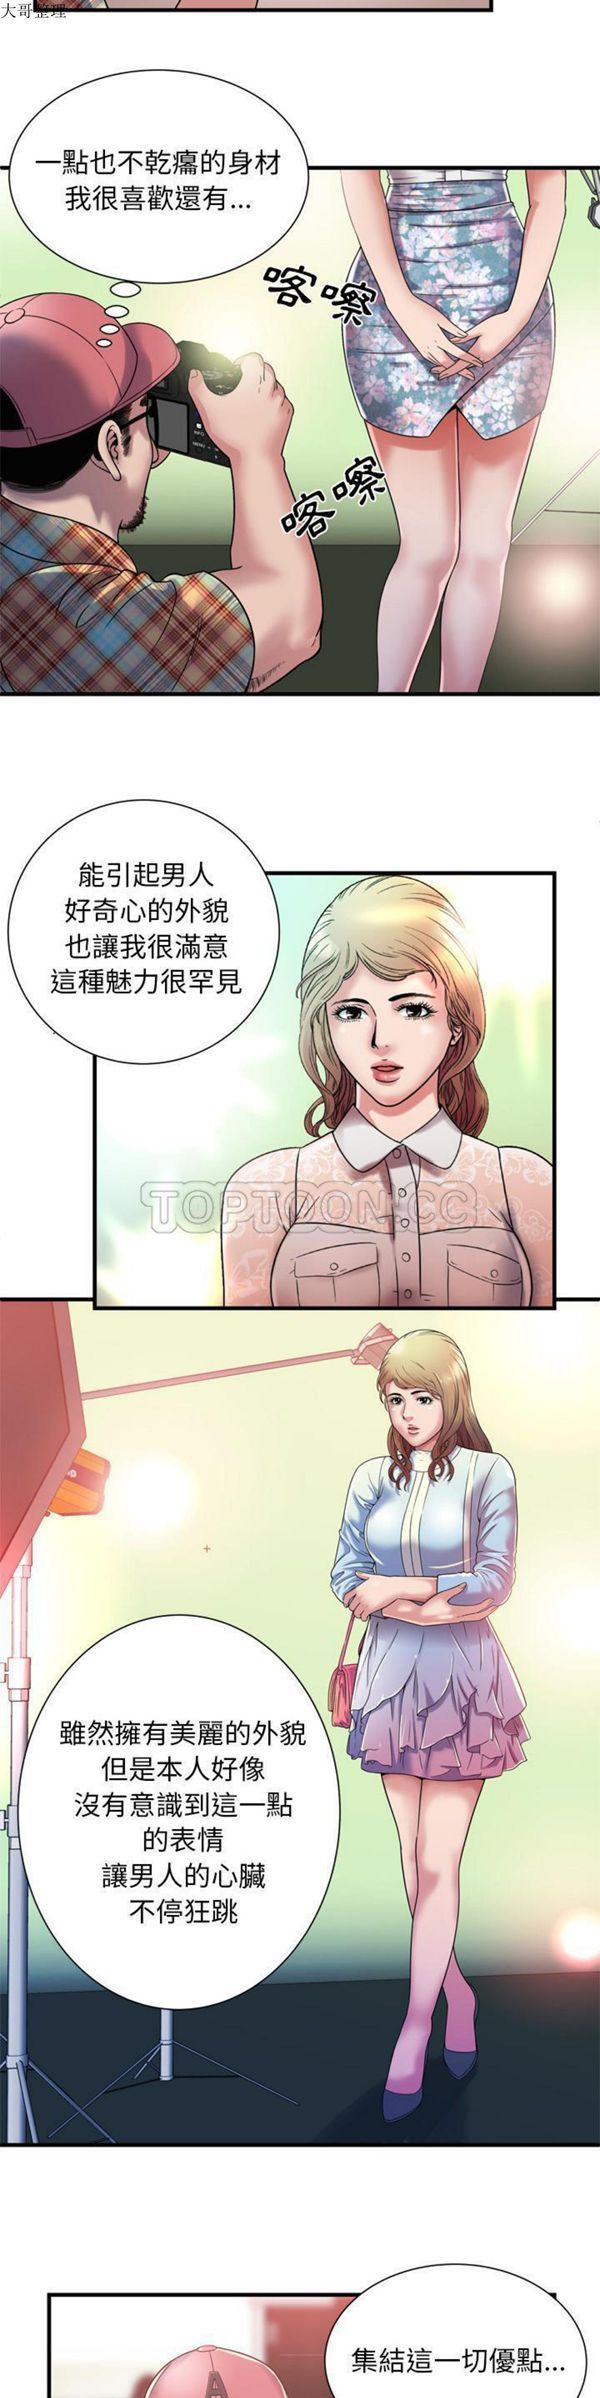 大哥整理
一點也不乾癟的身材
我很喜歡還有...
喀嚓
INFO
MENU
喀嚓
能引起男人
好奇心的外貌
也讓我很滿意
這種魅力很罕見
TOPTOON.CC
雖然擁有美麗的外貌
但是本人好像
沒有意識到這一點
的表情
讓男人的心臟
不停狂跳
集結這一切優點...
A